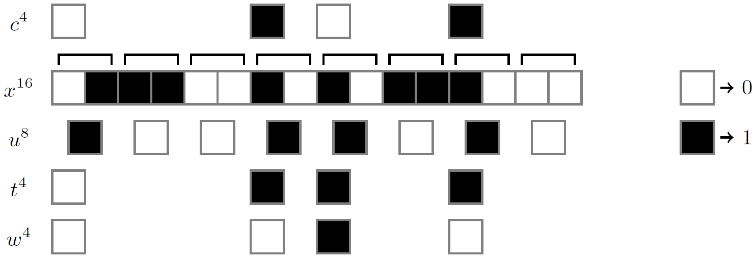 c⁴
x¹⁶ → 0
u⁸ → 1
t⁴
w⁴